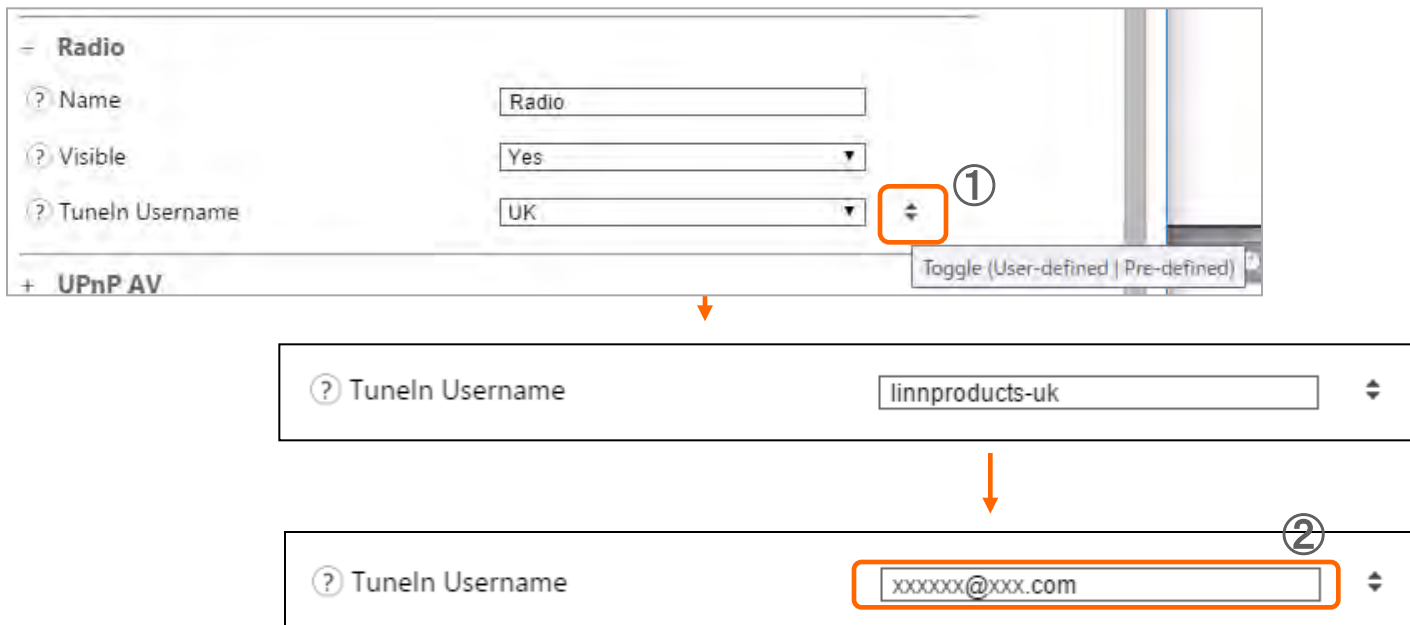 − Radio
? Name Radio
? Visible Yes
①
? TuneIn Username UK
Toggle (User-defined | Pre-defined)
+ UPnP AV
? TuneIn Username linnproducts-uk
②
? TuneIn Username xxxxxx@xxx.com